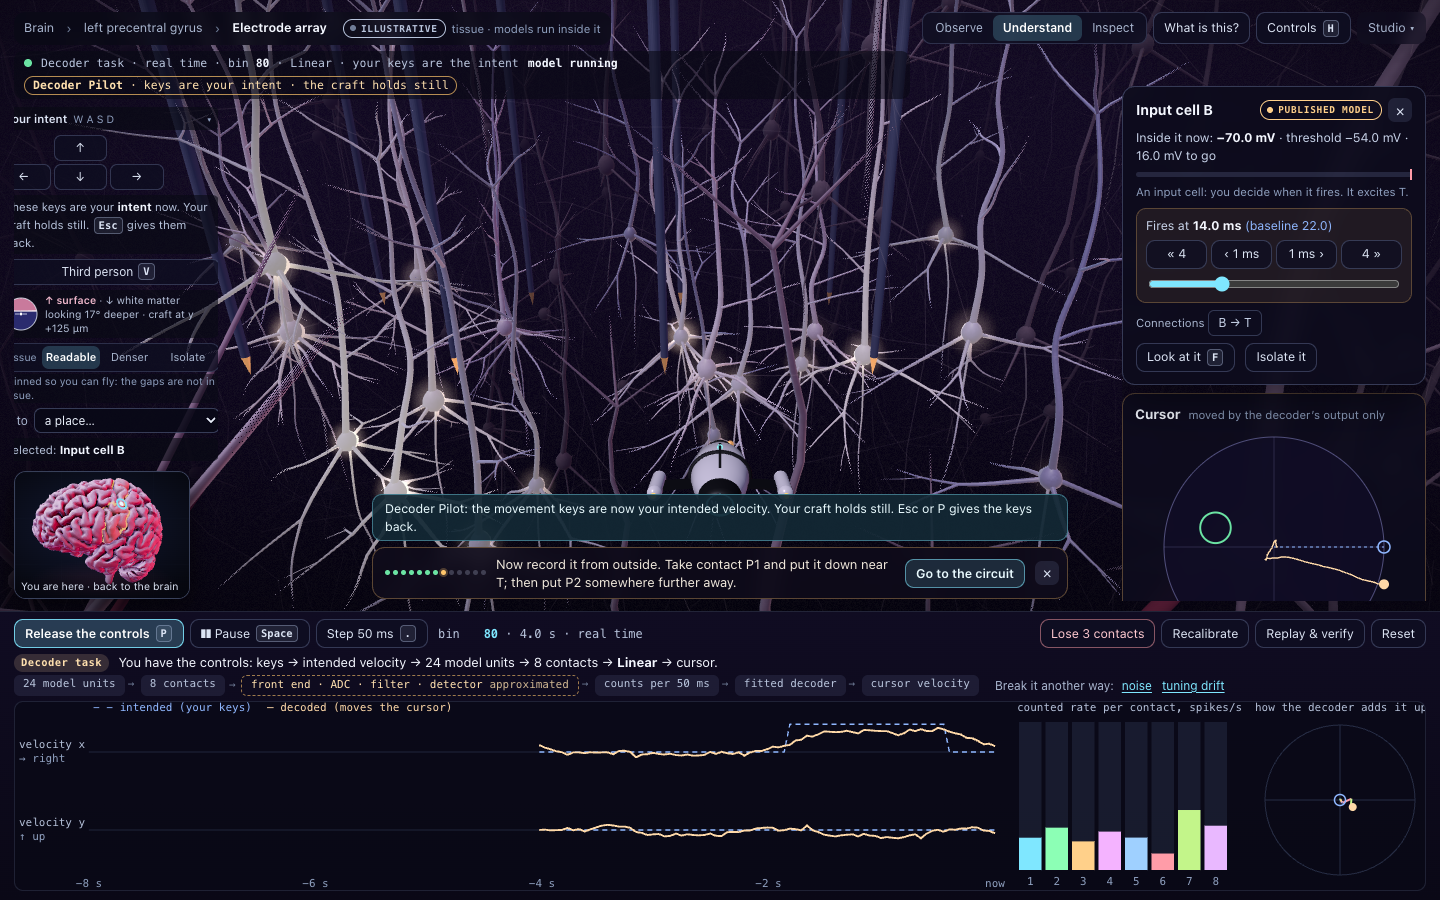 Brain › left precentral gyrus › Electrode array ILLUSTRATIVE tissue · models run inside it
Observe Understand Inspect What is this? Controls H Studio
Decoder task · real time · bin 80 · Linear · your keys are the intent model running
Decoder Pilot · keys are your intent · the craft holds still
our intent W A S D
↑
← ↓ →
hese keys are your intent now. Your
raft holds still. Esc gives them
ack.
Third person V
↑ surface · ↓ white matter
looking 17° deeper · craft at y
+125 µm
ssue Readable Denser Isolate
inned so you can fly: the gaps are not in
sue.
to a place...
elected: Input cell B
You are here · back to the brain
Input cell B PUBLISHED MODEL ×
Inside it now: −70.0 mV · threshold −54.0 mV ·
16.0 mV to go
An input cell: you decide when it fires. It excites T.
Fires at 14.0 ms (baseline 22.0)
« 4 ‹ 1 ms 1 ms › 4 »
Connections B → T
Look at it F Isolate it
Cursor moved by the decoder's output only
Decoder Pilot: the movement keys are now your intended velocity. Your craft holds still. Esc or P gives the keys
back.
Now record it from outside. Take contact P1 and put it down near
T; then put P2 somewhere further away.
Go to the circuit ×
Release the controls P Pause Space Step 50 ms . bin 80 · 4.0 s · real time
Lose 3 contacts Recalibrate Replay & verify Reset
Decoder task You have the controls: keys → intended velocity → 24 model units → 8 contacts → Linear → cursor.
24 model units → 8 contacts → front end · ADC · filter · detector approximated → counts per 50 ms → fitted decoder → cursor velocity Break it another way: noise tuning drift
– – intended (your keys) — decoded (moves the cursor)
counted rate per contact, spikes/s how the decoder adds it up
velocity x
→ right
velocity y
↑ up
−8 s −6 s −4 s −2 s now
1 2 3 4 5 6 7 8